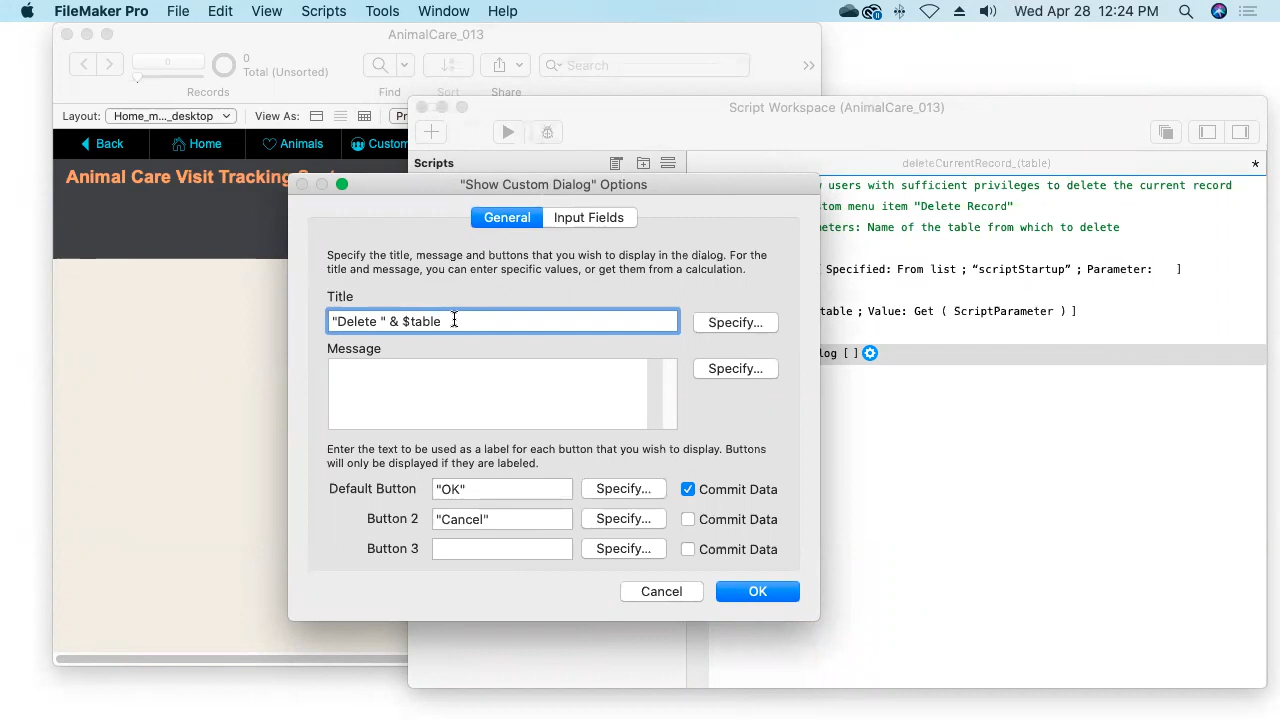 FileMaker Pro File Edit View Scripts Tools Window Help Wed Apr 28 12:24 PM
AnimalCare_013
0
0
Total (Unsorted)
Records
Find
Sort
Share
Search
Layout: Home_m..._desktop View As:
Back Home Animals Custom
Animal Care Visit Tracking
Script Workspace (AnimalCare_013)
Scripts
deleteCurrentRecord_(table) *
users with sufficient privileges to delete the current record
stom menu item "Delete Record"
meters: Name of the table from which to delete
[ Specified: From list ; “scriptStartup” ; Parameter: ]
table ; Value: Get ( ScriptParameter ) ]
log [ ]
"Show Custom Dialog" Options
General Input Fields
Specify the title, message and buttons that you wish to display in the dialog. For the
title and message, you can enter specific values, or get them from a calculation.
Title
"Delete " & $table Specify...
Message
Specify...
Enter the text to be used as a label for each button that you wish to display. Buttons
will only be displayed if they are labeled.
Default Button "OK" Specify... Commit Data
Button 2 "Cancel" Specify... Commit Data
Button 3 Specify... Commit Data
Cancel OK